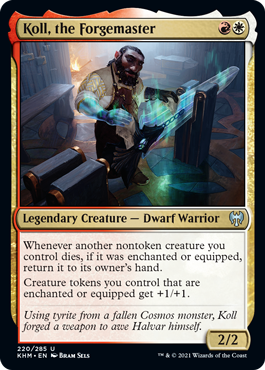 Koll, the Forgemaster
Legendary Creature — Dwarf Warrior
Whenever another nontoken creature you
control dies, if it was enchanted or equipped,
return it to its owner's hand.
Creature tokens you control that are
enchanted or equipped get +1/+1.
Using tyrite from a fallen Cosmos monster, Koll
forged a weapon to awe Halvar himself.
2/2
220/285 U
KHM • EN BRAM SELS
™ & © 2021 Wizards of the Coast